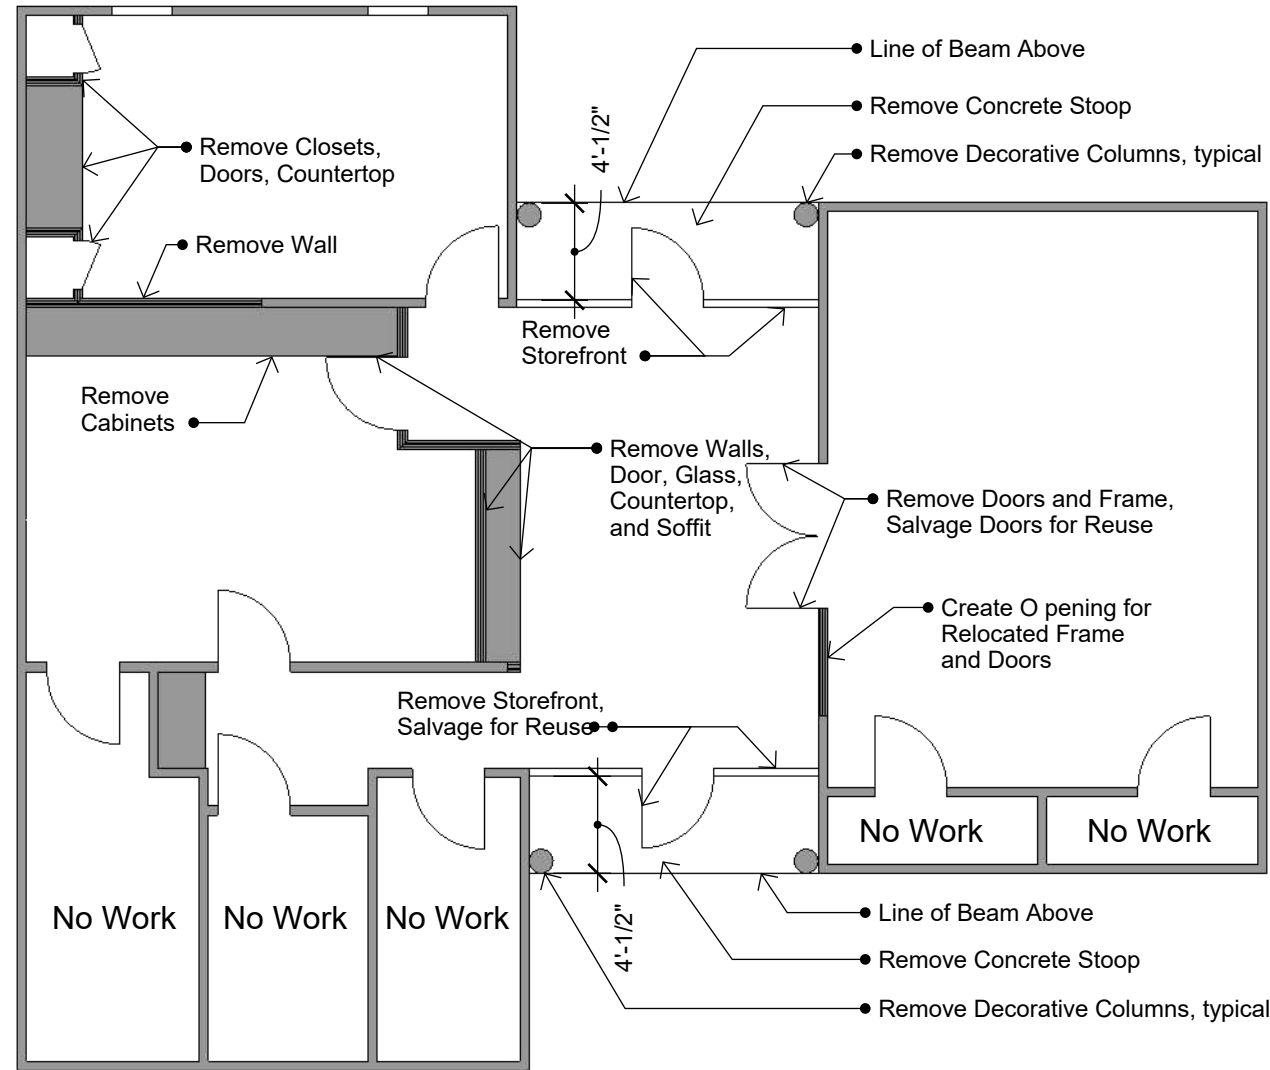 Line of Beam Above
Remove Concrete Stoop
Remove Decorative Columns, typical
4'-1/2"
Remove Closets,
Doors, Countertop
Remove Wall
Remove
Storefront
Remove
Cabinets
Remove Walls,
Door, Glass,
Countertop,
and Soffit
Remove Doors and Frame,
Salvage Doors for Reuse
Create O pening for
Relocated Frame
and Doors
Remove Storefront,
Salvage for Reuse
No Work
No Work
No Work
No Work
No Work
4'-1/2"
Line of Beam Above
Remove Concrete Stoop
Remove Decorative Columns, typical